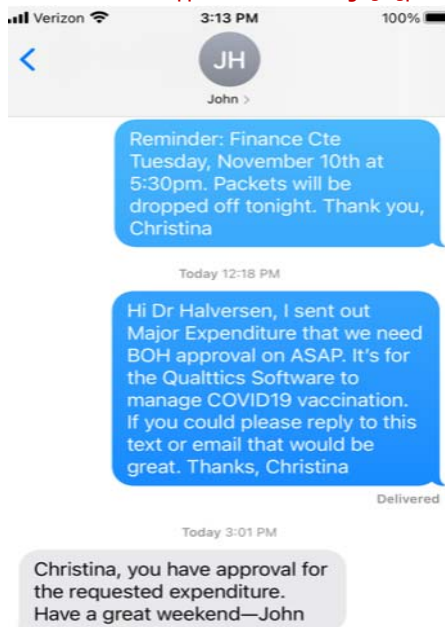 Verizon
3:13 PM
100%
JH
John >
Reminder: Finance Cte
Tuesday, November 10th at
5:30pm. Packets will be
dropped off tonight. Thank you,
Christina
Today 12:18 PM
Hi Dr Halversen, I sent out
Major Expenditure that we need
BOH approval on ASAP. It's for
the Qualttics Software to
manage COVID19 vaccination.
If you could please reply to this
text or email that would be
great. Thanks, Christina
Delivered
Today 3:01 PM
Christina, you have approval for
the requested expenditure.
Have a great weekend—John